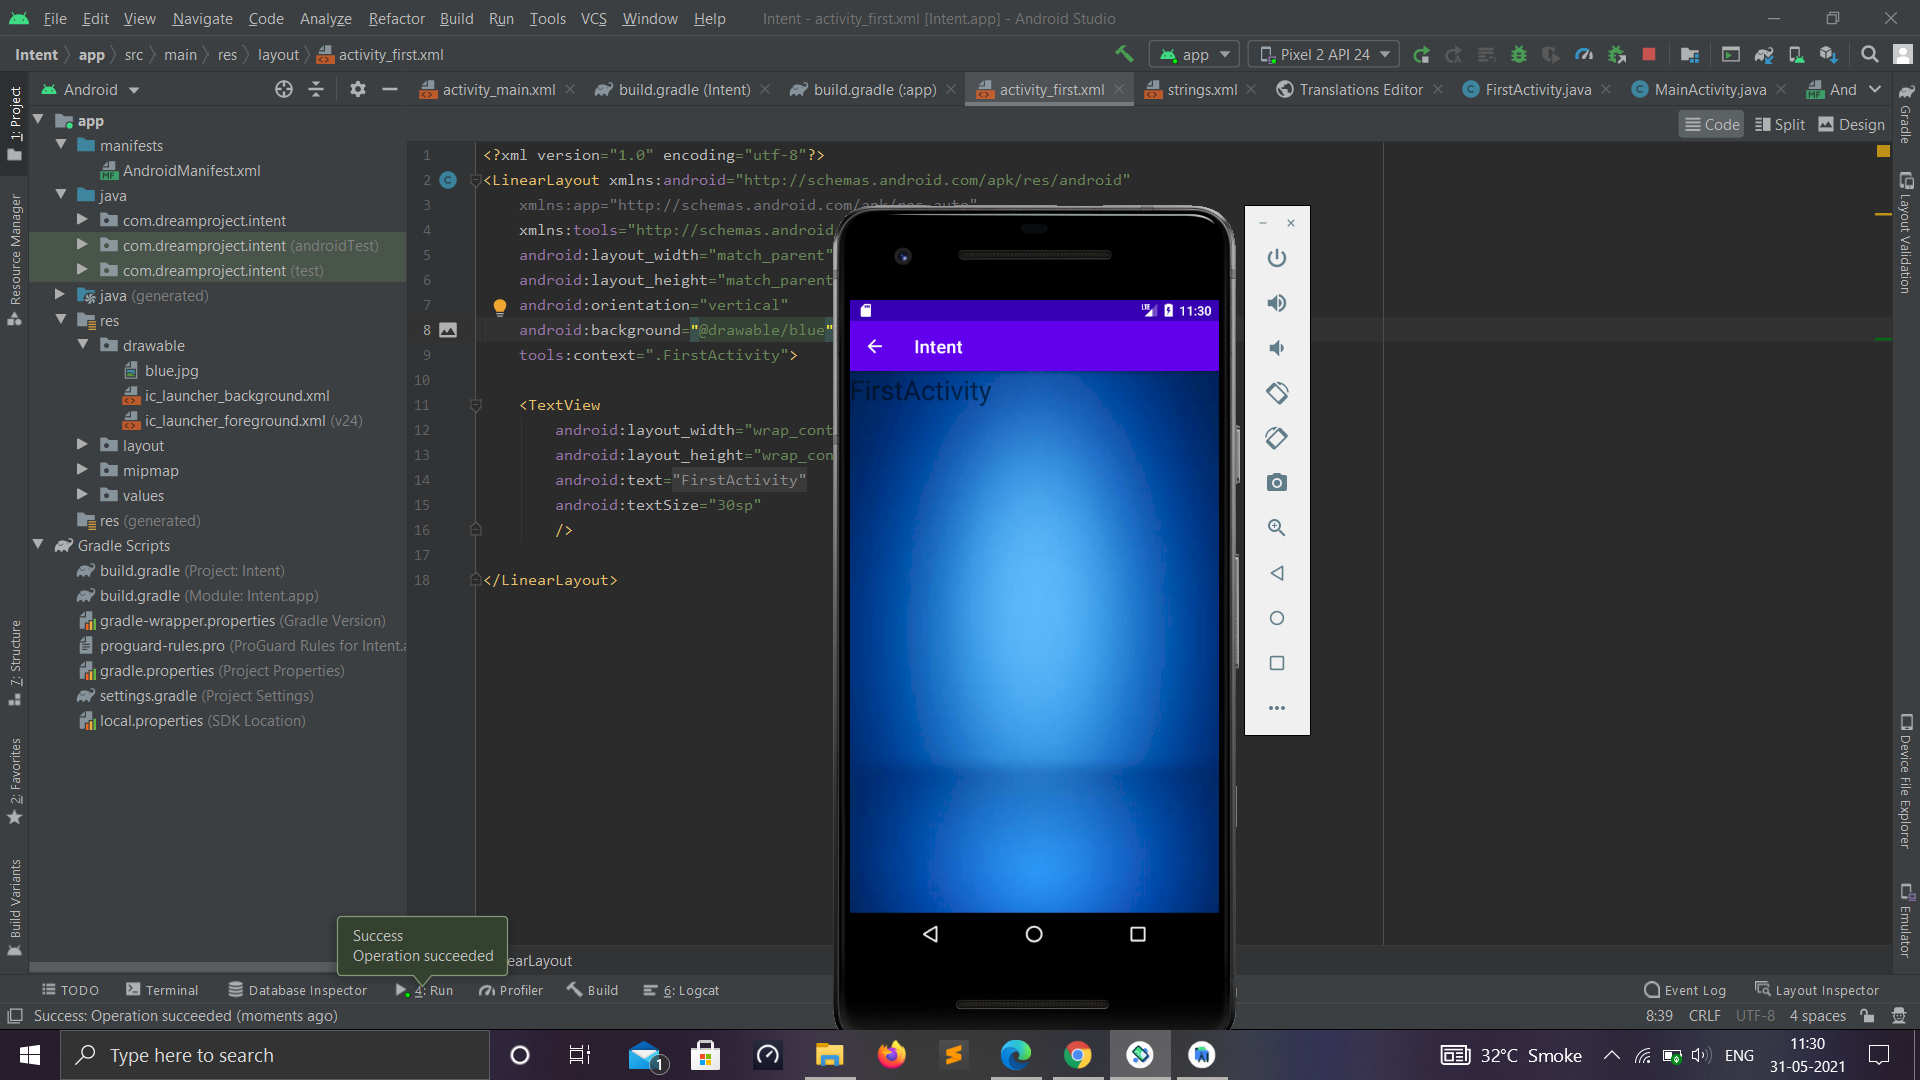 File Edit View Navigate Code Analyze Refactor Build Run Tools VCS Window Help Intent - activity_first.xml [Intent.app] - Android Studio
Intent app src main res layout activity_first.xml app Pixel 2 API 24
Android activity_main.xml build.gradle (Intent) build.gradle (:app) activity_first.xml strings.xml Translations Editor FirstActivity.java MainActivity.java And
Code Split Design
1: Project
Resource Manager
7: Structure
2: Favorites
Build Variants
app
manifests
AndroidManifest.xml
java
com.dreamproject.intent
com.dreamproject.intent (androidTest)
com.dreamproject.intent (test)
java (generated)
res
drawable
blue.jpg
ic_launcher_background.xml
ic_launcher_foreground.xml (v24)
layout
mipmap
values
res (generated)
Gradle Scripts
build.gradle (Project: Intent)
build.gradle (Module: Intent.app)
gradle-wrapper.properties (Gradle Version)
proguard-rules.pro (ProGuard Rules for Intent.a
gradle.properties (Project Properties)
settings.gradle (Project Settings)
local.properties (SDK Location)
1 <?xml version="1.0" encoding="utf-8"?>
2 <LinearLayout xmlns:android="http://schemas.android.com/apk/res/android"
3 xmlns:app="http://schemas.android.com/apk/res-auto"
4 xmlns:tools="http://schemas.android
5 android:layout_width="match_parent"
6 android:layout_height="match_parent
7 android:orientation="vertical"
8 android:background="@drawable/blue"
9 tools:context=".FirstActivity">
10
11 <TextView
12 android:layout_width="wrap_cont
13 android:layout_height="wrap_con
14 android:text="FirstActivity"
15 android:textSize="30sp"
16 />
17
18 </LinearLayout>
LTE 11:30
Intent
FirstActivity
Gradle
Layout Validation
Device File Explorer
Emulator
Success
Operation succeeded
earLayout
TODO Terminal Database Inspector 4: Run Profiler Build 6: Logcat Event Log Layout Inspector
Success: Operation succeeded (moments ago) 8:39 CRLF UTF-8 4 spaces
Type here to search 1 32°C Smoke ENG 11:30
31-05-2021